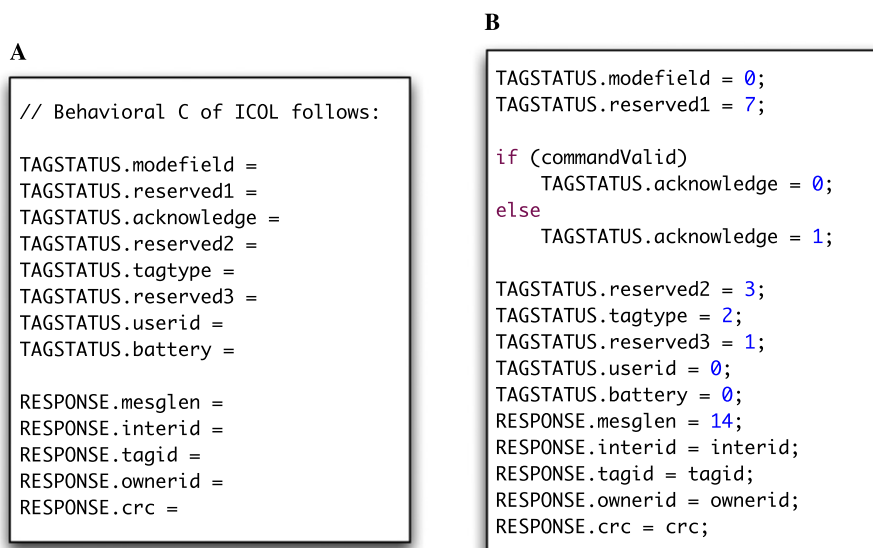 A
// Behavioral C of ICOL follows:
TAGSTATUS.modefield =
TAGSTATUS.reserved1 =
TAGSTATUS.acknowledge =
TAGSTATUS.reserved2 =
TAGSTATUS.tagtype =
TAGSTATUS.reserved3 =
TAGSTATUS.userid =
TAGSTATUS.battery =
RESPONSE.mesglen =
RESPONSE.interid =
RESPONSE.tagid =
RESPONSE.ownerid =
RESPONSE.crc =
B
TAGSTATUS.modefield = 0;
TAGSTATUS.reserved1 = 7;
if (commandValid)
TAGSTATUS.acknowledge = 0;
else
TAGSTATUS.acknowledge = 1;
TAGSTATUS.reserved2 = 3;
TAGSTATUS.tagtype = 2;
TAGSTATUS.reserved3 = 1;
TAGSTATUS.userid = 0;
TAGSTATUS.battery = 0;
RESPONSE.mesglen = 14;
RESPONSE.interid = interid;
RESPONSE.tagid = tagid;
RESPONSE.ownerid = ownerid;
RESPONSE.crc = crc;